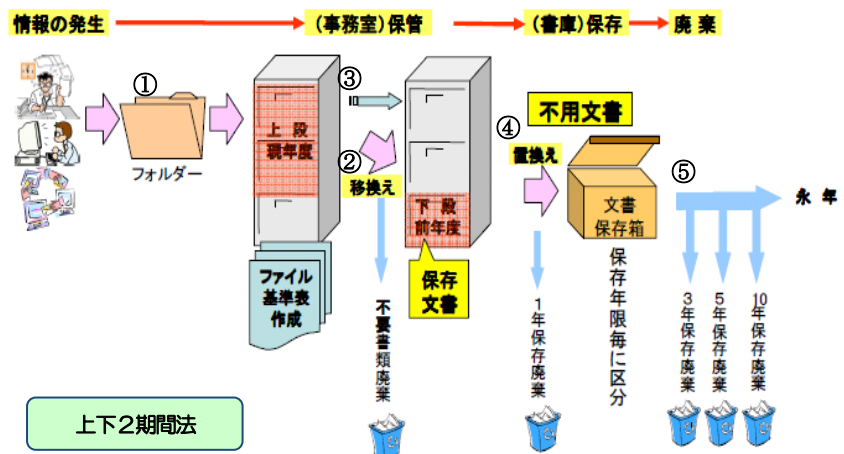 情報の発生
（事務室）保管
（書庫）保存
廃 棄
①
フォルダー
上 段
現年度
③
②
移換え
下 段
前年度
保存
文書
ファイル
基準表
作成
不要書類廃棄
④
置換え
不用文書
文書
保存箱
1年保存廃棄
保存年限毎に区分
⑤
永 年
3年保存廃棄
5年保存廃棄
10年保存廃棄
上下２期間法